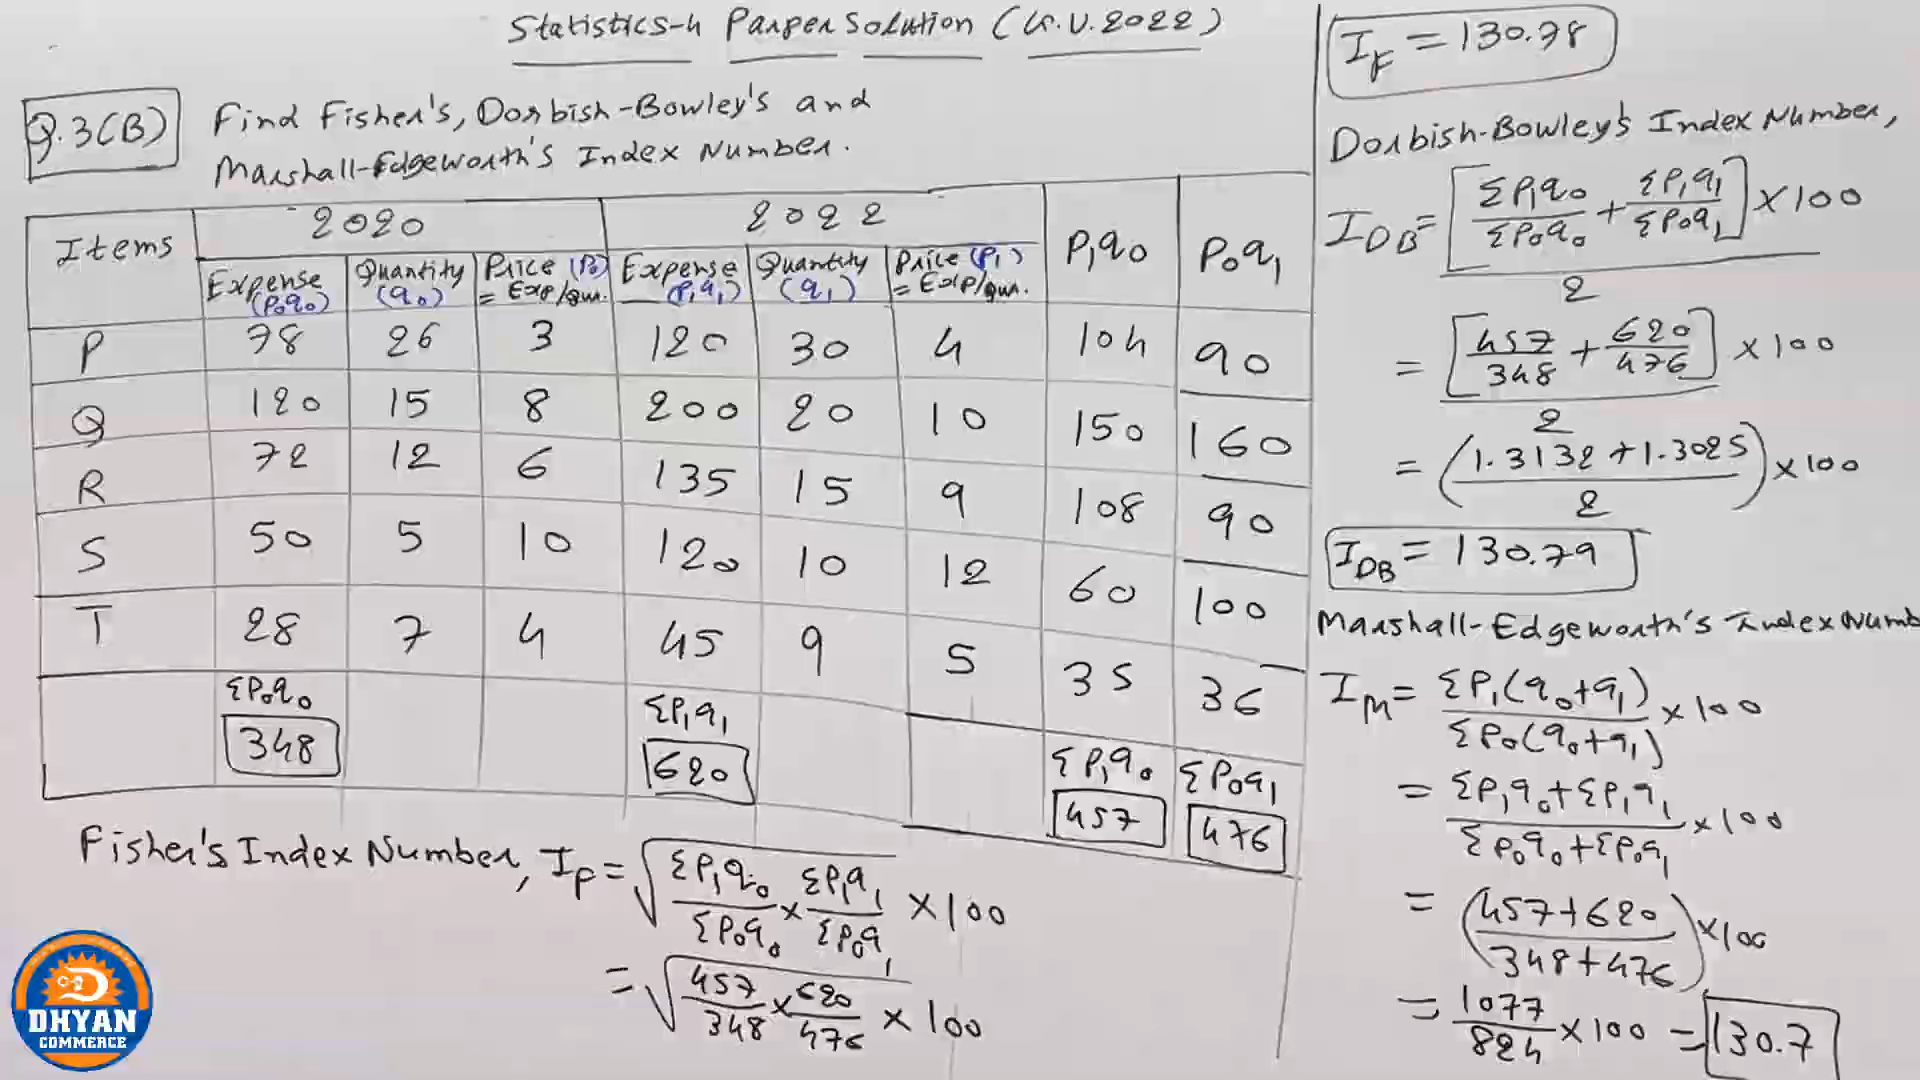 Statistics-4 Parper Solution (G.U. 2022)
Q.3(B) Find Fisher's, Dorbish-Bowley's and
Marshall-Edgeworth's Index Number.
Items 2020 2022 P₁q₀ P₀q₁
Expense (P₀q₀) Quantity (q₀) Price (P₀) = Exp/qun. Expense (P₁q₁) Quantity (q₁) Price (P₁) = Exp/qun.
P 78 26 3 120 30 4 104 90
Q 120 15 8 200 20 10 150 160
R 72 12 6 135 15 9 108 90
S 50 5 10 120 10 12 60 100
T 28 7 4 45 9 5 35 36
ΣP₀q₀ ΣP₁q₁ ΣP₁q₀ ΣP₀q₁
348 620 457 476
Fisher's Index Number, I_F = √(ΣP₁q₀/ΣP₀q₀ × ΣP₁q₁/ΣP₀q₁) × 100
= √(457/348 × 620/476) × 100
I_F = 130.78
Dorbish-Bowley's Index Number,
I_DB = [ΣP₁q₀/ΣP₀q₀ + ΣP₁q₁/ΣP₀q₁] × 100 / 2
= [457/348 + 620/476] × 100 / 2
= (1.3132 + 1.3025 / 2) × 100
I_DB = 130.79
Marshall-Edgeworth's Index Numb
I_M = ΣP₁(q₀+q₁) / ΣP₀(q₀+q₁) × 100
= ΣP₁q₀+ΣP₁q₁ / ΣP₀q₀+ΣP₀q₁ × 100
= (457+620 / 348+476) × 100
= 1077/824 × 100 = 130.7
DHYAN
COMMERCE